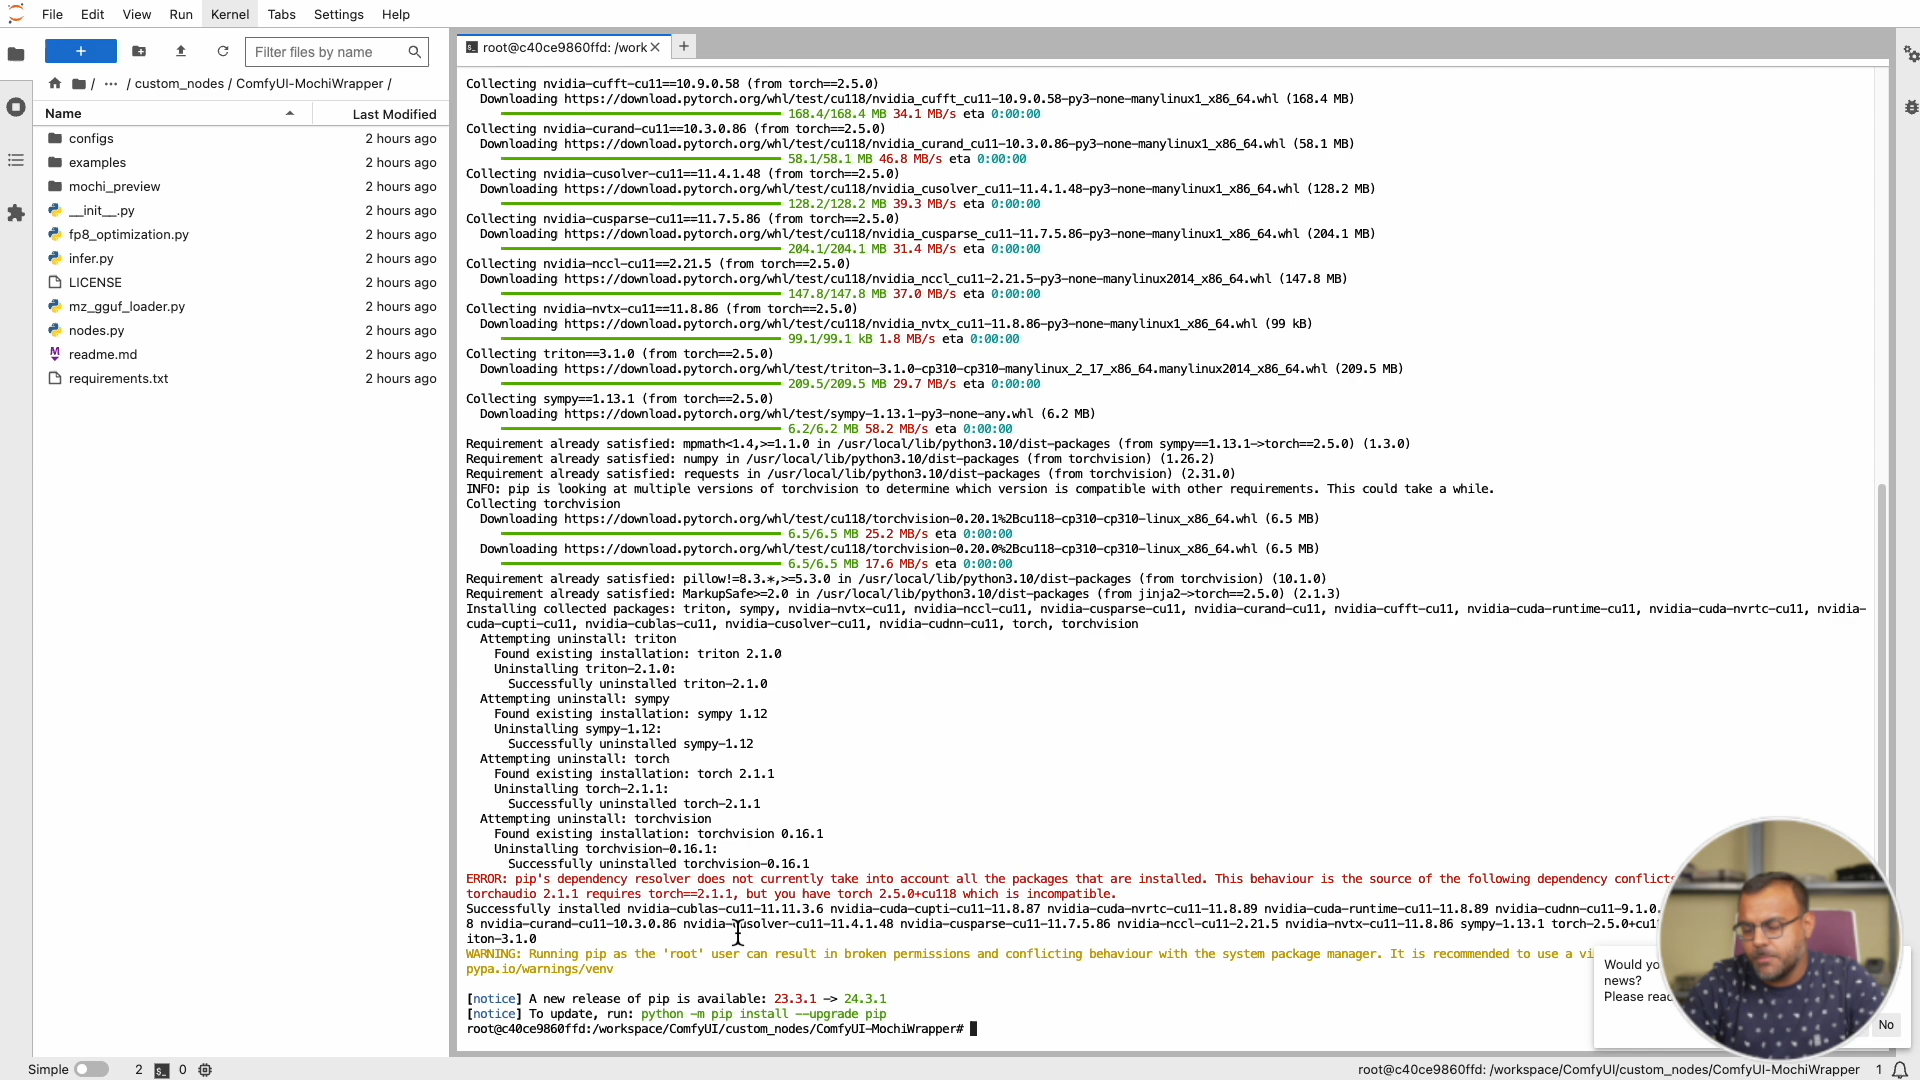 File Edit View Run Kernel Tabs Settings Help
Filter files by name
/ ··· / custom_nodes / ComfyUI-MochiWrapper /
Name Last Modified
configs 2 hours ago
examples 2 hours ago
mochi_preview 2 hours ago
__init__.py 2 hours ago
fp8_optimization.py 2 hours ago
infer.py 2 hours ago
LICENSE 2 hours ago
mz_gguf_loader.py 2 hours ago
nodes.py 2 hours ago
readme.md 2 hours ago
requirements.txt 2 hours ago
root@c40ce9860ffd: /work
Collecting nvidia-cufft-cu11==10.9.0.58 (from torch==2.5.0)
Downloading https://download.pytorch.org/whl/test/cu118/nvidia_cufft_cu11-10.9.0.58-py3-none-manylinux1_x86_64.whl (168.4 MB)
168.4/168.4 MB 34.1 MB/s eta 0:00:00
Collecting nvidia-curand-cu11==10.3.0.86 (from torch==2.5.0)
Downloading https://download.pytorch.org/whl/test/cu118/nvidia_curand_cu11-10.3.0.86-py3-none-manylinux1_x86_64.whl (58.1 MB)
58.1/58.1 MB 46.8 MB/s eta 0:00:00
Collecting nvidia-cusolver-cu11==11.4.1.48 (from torch==2.5.0)
Downloading https://download.pytorch.org/whl/test/cu118/nvidia_cusolver_cu11-11.4.1.48-py3-none-manylinux1_x86_64.whl (128.2 MB)
128.2/128.2 MB 39.3 MB/s eta 0:00:00
Collecting nvidia-cusparse-cu11==11.7.5.86 (from torch==2.5.0)
Downloading https://download.pytorch.org/whl/test/cu118/nvidia_cusparse_cu11-11.7.5.86-py3-none-manylinux1_x86_64.whl (204.1 MB)
204.1/204.1 MB 31.4 MB/s eta 0:00:00
Collecting nvidia-nccl-cu11==2.21.5 (from torch==2.5.0)
Downloading https://download.pytorch.org/whl/test/cu118/nvidia_nccl_cu11-2.21.5-py3-none-manylinux2014_x86_64.whl (147.8 MB)
147.8/147.8 MB 37.0 MB/s eta 0:00:00
Collecting nvidia-nvtx-cu11==11.8.86 (from torch==2.5.0)
Downloading https://download.pytorch.org/whl/test/cu118/nvidia_nvtx_cu11-11.8.86-py3-none-manylinux1_x86_64.whl (99 kB)
99.1/99.1 kB 1.8 MB/s eta 0:00:00
Collecting triton==3.1.0 (from torch==2.5.0)
Downloading https://download.pytorch.org/whl/test/triton-3.1.0-cp310-cp310-manylinux_2_17_x86_64.manylinux2014_x86_64.whl (209.5 MB)
209.5/209.5 MB 29.7 MB/s eta 0:00:00
Collecting sympy==1.13.1 (from torch==2.5.0)
Downloading https://download.pytorch.org/whl/test/sympy-1.13.1-py3-none-any.whl (6.2 MB)
6.2/6.2 MB 58.2 MB/s eta 0:00:00
Requirement already satisfied: mpmath<1.4,>=1.1.0 in /usr/local/lib/python3.10/dist-packages (from sympy==1.13.1->torch==2.5.0) (1.3.0)
Requirement already satisfied: numpy in /usr/local/lib/python3.10/dist-packages (from torchvision) (1.26.2)
Requirement already satisfied: requests in /usr/local/lib/python3.10/dist-packages (from torchvision) (2.31.0)
INFO: pip is looking at multiple versions of torchvision to determine which version is compatible with other requirements. This could take a while.
Collecting torchvision
Downloading https://download.pytorch.org/whl/test/cu118/torchvision-0.20.1%2Bcu118-cp310-cp310-linux_x86_64.whl (6.5 MB)
6.5/6.5 MB 25.2 MB/s eta 0:00:00
Downloading https://download.pytorch.org/whl/test/cu118/torchvision-0.20.0%2Bcu118-cp310-cp310-linux_x86_64.whl (6.5 MB)
6.5/6.5 MB 17.6 MB/s eta 0:00:00
Requirement already satisfied: pillow!=8.3.*,>=5.3.0 in /usr/local/lib/python3.10/dist-packages (from torchvision) (10.1.0)
Requirement already satisfied: MarkupSafe>=2.0 in /usr/local/lib/python3.10/dist-packages (from jinja2->torch==2.5.0) (2.1.3)
Installing collected packages: triton, sympy, nvidia-nvtx-cu11, nvidia-nccl-cu11, nvidia-cusparse-cu11, nvidia-curand-cu11, nvidia-cufft-cu11, nvidia-cuda-runtime-cu11, nvidia-cuda-nvrtc-cu11, nvidia-
cuda-cupti-cu11, nvidia-cublas-cu11, nvidia-cusolver-cu11, nvidia-cudnn-cu11, torch, torchvision
Attempting uninstall: triton
Found existing installation: triton 2.1.0
Uninstalling triton-2.1.0:
Successfully uninstalled triton-2.1.0
Attempting uninstall: sympy
Found existing installation: sympy 1.12
Uninstalling sympy-1.12:
Successfully uninstalled sympy-1.12
Attempting uninstall: torch
Found existing installation: torch 2.1.1
Uninstalling torch-2.1.1:
Successfully uninstalled torch-2.1.1
Attempting uninstall: torchvision
Found existing installation: torchvision 0.16.1
Uninstalling torchvision-0.16.1:
Successfully uninstalled torchvision-0.16.1
ERROR: pip's dependency resolver does not currently take into account all the packages that are installed. This behaviour is the source of the following dependency conflicts
torchaudio 2.1.1 requires torch==2.1.1, but you have torch 2.5.0+cu118 which is incompatible.
Successfully installed nvidia-cublas-cu11-11.11.3.6 nvidia-cuda-cupti-cu11-11.8.87 nvidia-cuda-nvrtc-cu11-11.8.89 nvidia-cuda-runtime-cu11-11.8.89 nvidia-cudnn-cu11-9.1.0.
8 nvidia-curand-cu11-10.3.0.86 nvidia-cusolver-cu11-11.4.1.48 nvidia-cusparse-cu11-11.7.5.86 nvidia-nccl-cu11-2.21.5 nvidia-nvtx-cu11-11.8.86 sympy-1.13.1 torch-2.5.0+cu11
iton-3.1.0
WARNING: Running pip as the 'root' user can result in broken permissions and conflicting behaviour with the system package manager. It is recommended to use a vi
pypa.io/warnings/venv
[notice] A new release of pip is available: 23.3.1 -> 24.3.1
[notice] To update, run: python -m pip install --upgrade pip
root@c40ce9860ffd:/workspace/ComfyUI/custom_nodes/ComfyUI-MochiWrapper#
Would yo
news?
Please read
No
Simple 2 0 root@c40ce9860ffd: /workspace/ComfyUI/custom_nodes/ComfyUI-MochiWrapper 1